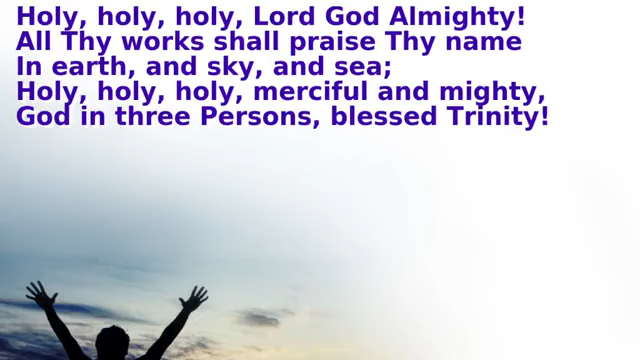 Holy, holy, holy, Lord God Almighty!
All Thy works shall praise Thy name
In earth, and sky, and sea;
Holy, holy, holy, merciful and mighty,
God in three Persons, blessed Trinity!